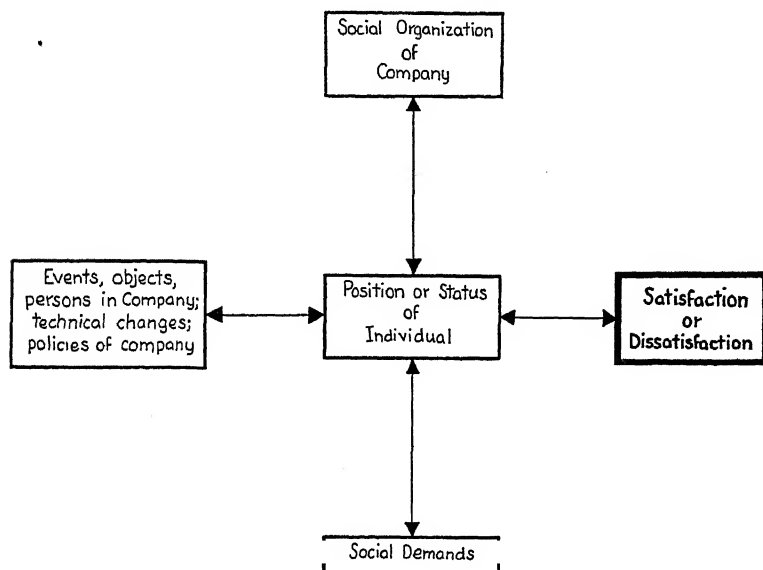 Social Organization
of
Company
Events, objects,
persons in Company;
technical changes;
policies of company
Position or Status
of
Individual
Satisfaction
or
Dissatisfaction
Social Demands